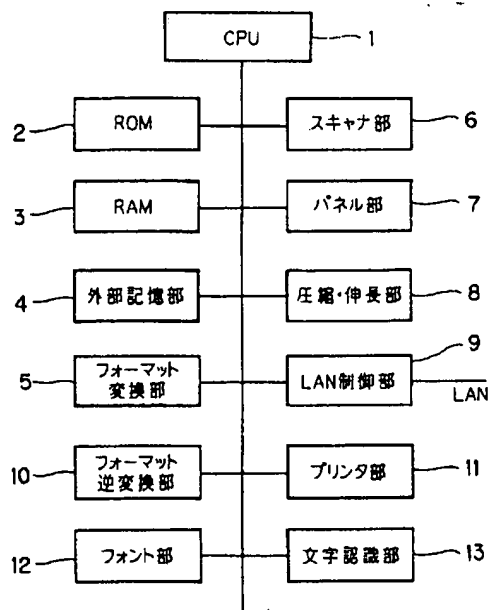 CPU
1
2
ROM
スキャナ部
6
3
RAM
パネル部
7
4
外部記憶部
圧縮・伸長部
8
5
フォーマット
変換部
LAN制御部
9
LAN
10
フォーマット
逆変換部
プリンタ部
11
12
フォント部
文字認識部
13